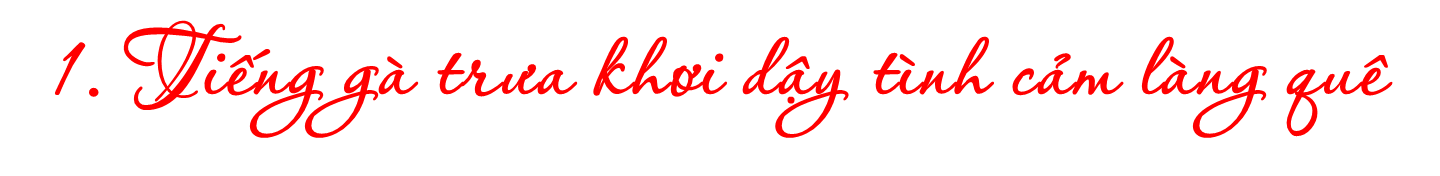 1. Tiếng gà trưa khơi dậy tình cảm làng quê